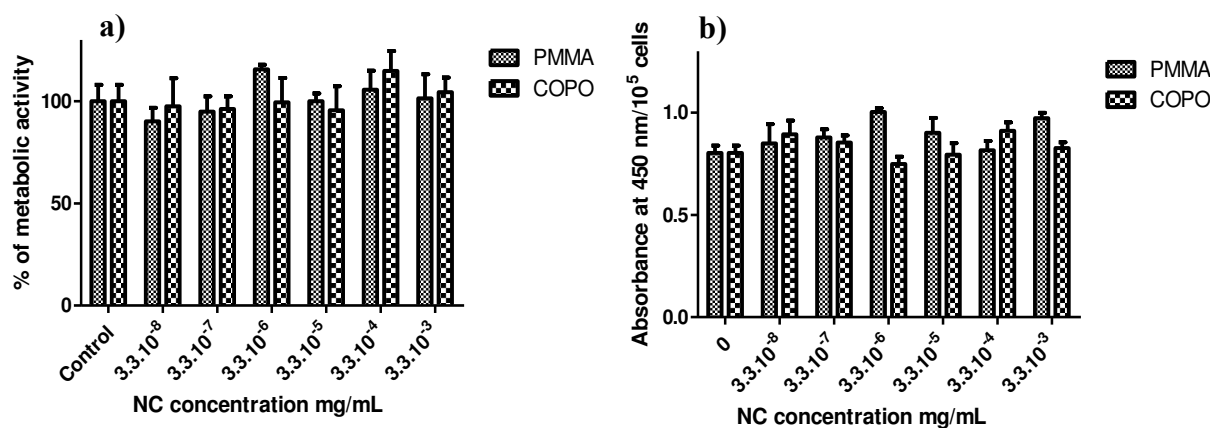 a)
% of metabolic activity
100
50
0
Control
3.3.10⁻⁸
3.3.10⁻⁷
3.3.10⁻⁶
3.3.10⁻⁵
3.3.10⁻⁴
3.3.10⁻³
NC concentration mg/mL
PMMA
COPO
b)
Absorbance at 450 nm/10⁵ cells
1.0
0.5
0.0
0
3.3.10⁻⁸
3.3.10⁻⁷
3.3.10⁻⁶
3.3.10⁻⁵
3.3.10⁻⁴
3.3.10⁻³
NC concentration mg/mL
PMMA
COPO